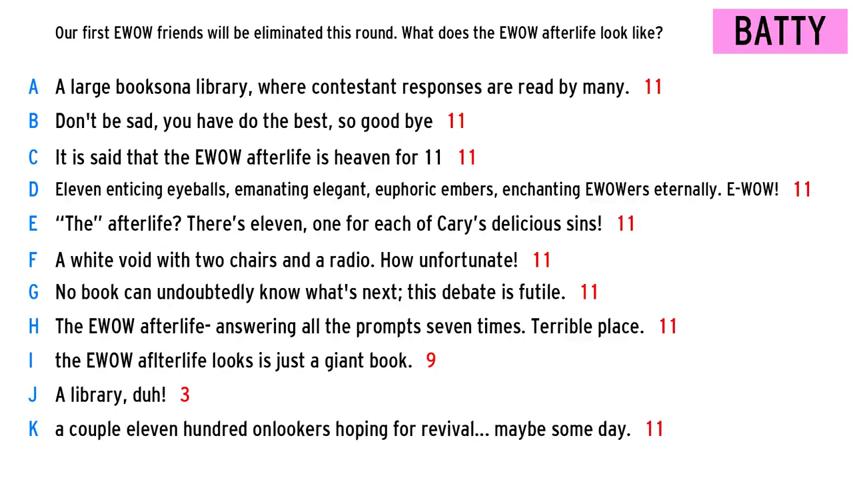 Our first EWOW friends will be eliminated this round. What does the EWOW afterlife look like?
BATTY
A A large booksona library, where contestant responses are read by many. 11
B Don't be sad, you have do the best, so good bye 11
C It is said that the EWOW afterlife is heaven for 11 11
D Eleven enticing eyeballs, emanating elegant, euphoric embers, enchanting EWOWers eternally. E-WOW! 11
E “The” afterlife? There’s eleven, one for each of Cary’s delicious sins! 11
F A white void with two chairs and a radio. How unfortunate! 11
G No book can undoubtedly know what's next; this debate is futile. 11
H The EWOW afterlife- answering all the prompts seven times. Terrible place. 11
I the EWOW aflterlife looks is just a giant book. 9
J A library, duh! 3
K a couple eleven hundred onlookers hoping for revival... maybe some day. 11